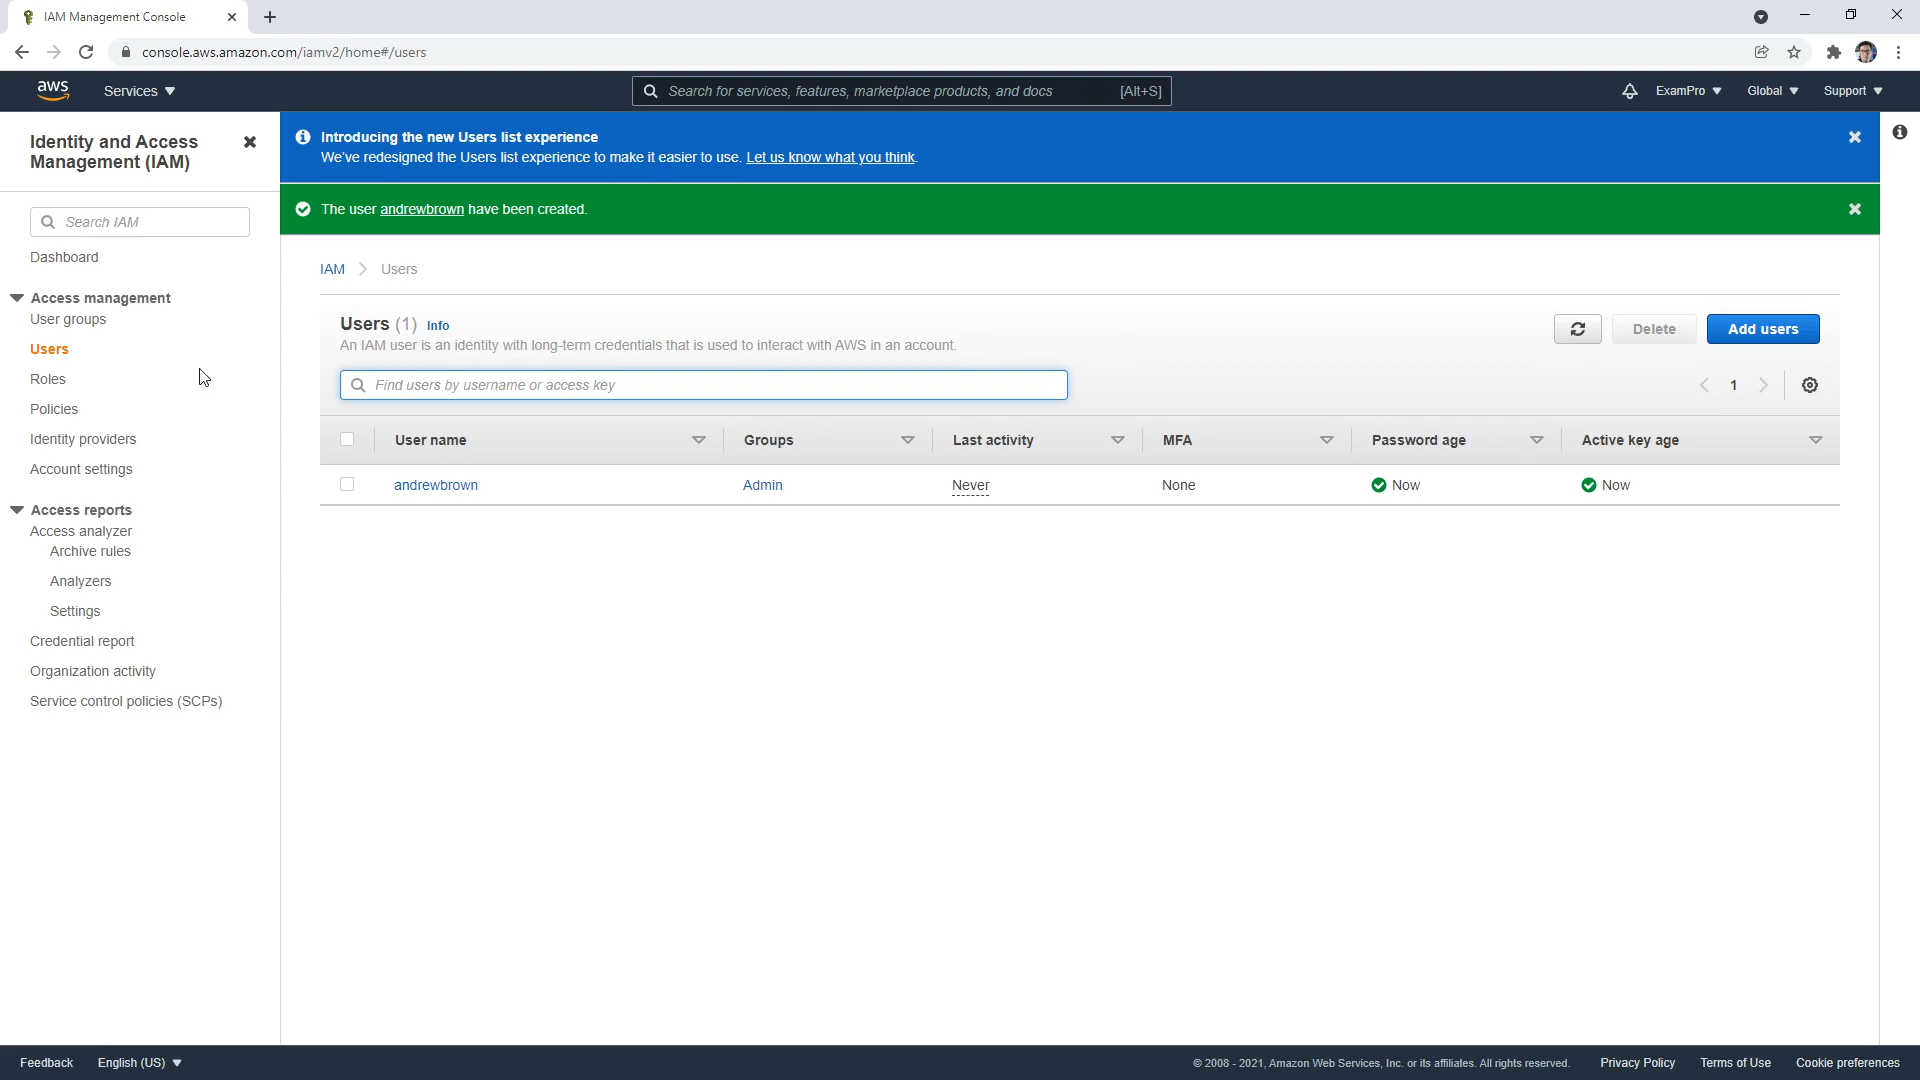 IAM Management Console
console.aws.amazon.com/iamv2/home#/users
aws
Services
Search for services, features, marketplace products, and docs [Alt+S]
ExamPro
Global
Support
Identity and Access
Management (IAM)
Search IAM
Dashboard
Access management
User groups
Users
Roles
Policies
Identity providers
Account settings
Access reports
Access analyzer
Archive rules
Analyzers
Settings
Credential report
Organization activity
Service control policies (SCPs)
Introducing the new Users list experience
We've redesigned the Users list experience to make it easier to use. Let us know what you think.
The user andrewbrown have been created.
IAM Users
Users (1) Info
An IAM user is an identity with long-term credentials that is used to interact with AWS in an account.
Delete
Add users
Find users by username or access key
1
User name Groups Last activity MFA Password age Active key age
andrewbrown Admin Never None Now Now
Feedback English (US)
© 2008 - 2021, Amazon Web Services, Inc. or its affiliates. All rights reserved. Privacy Policy Terms of Use Cookie preferences